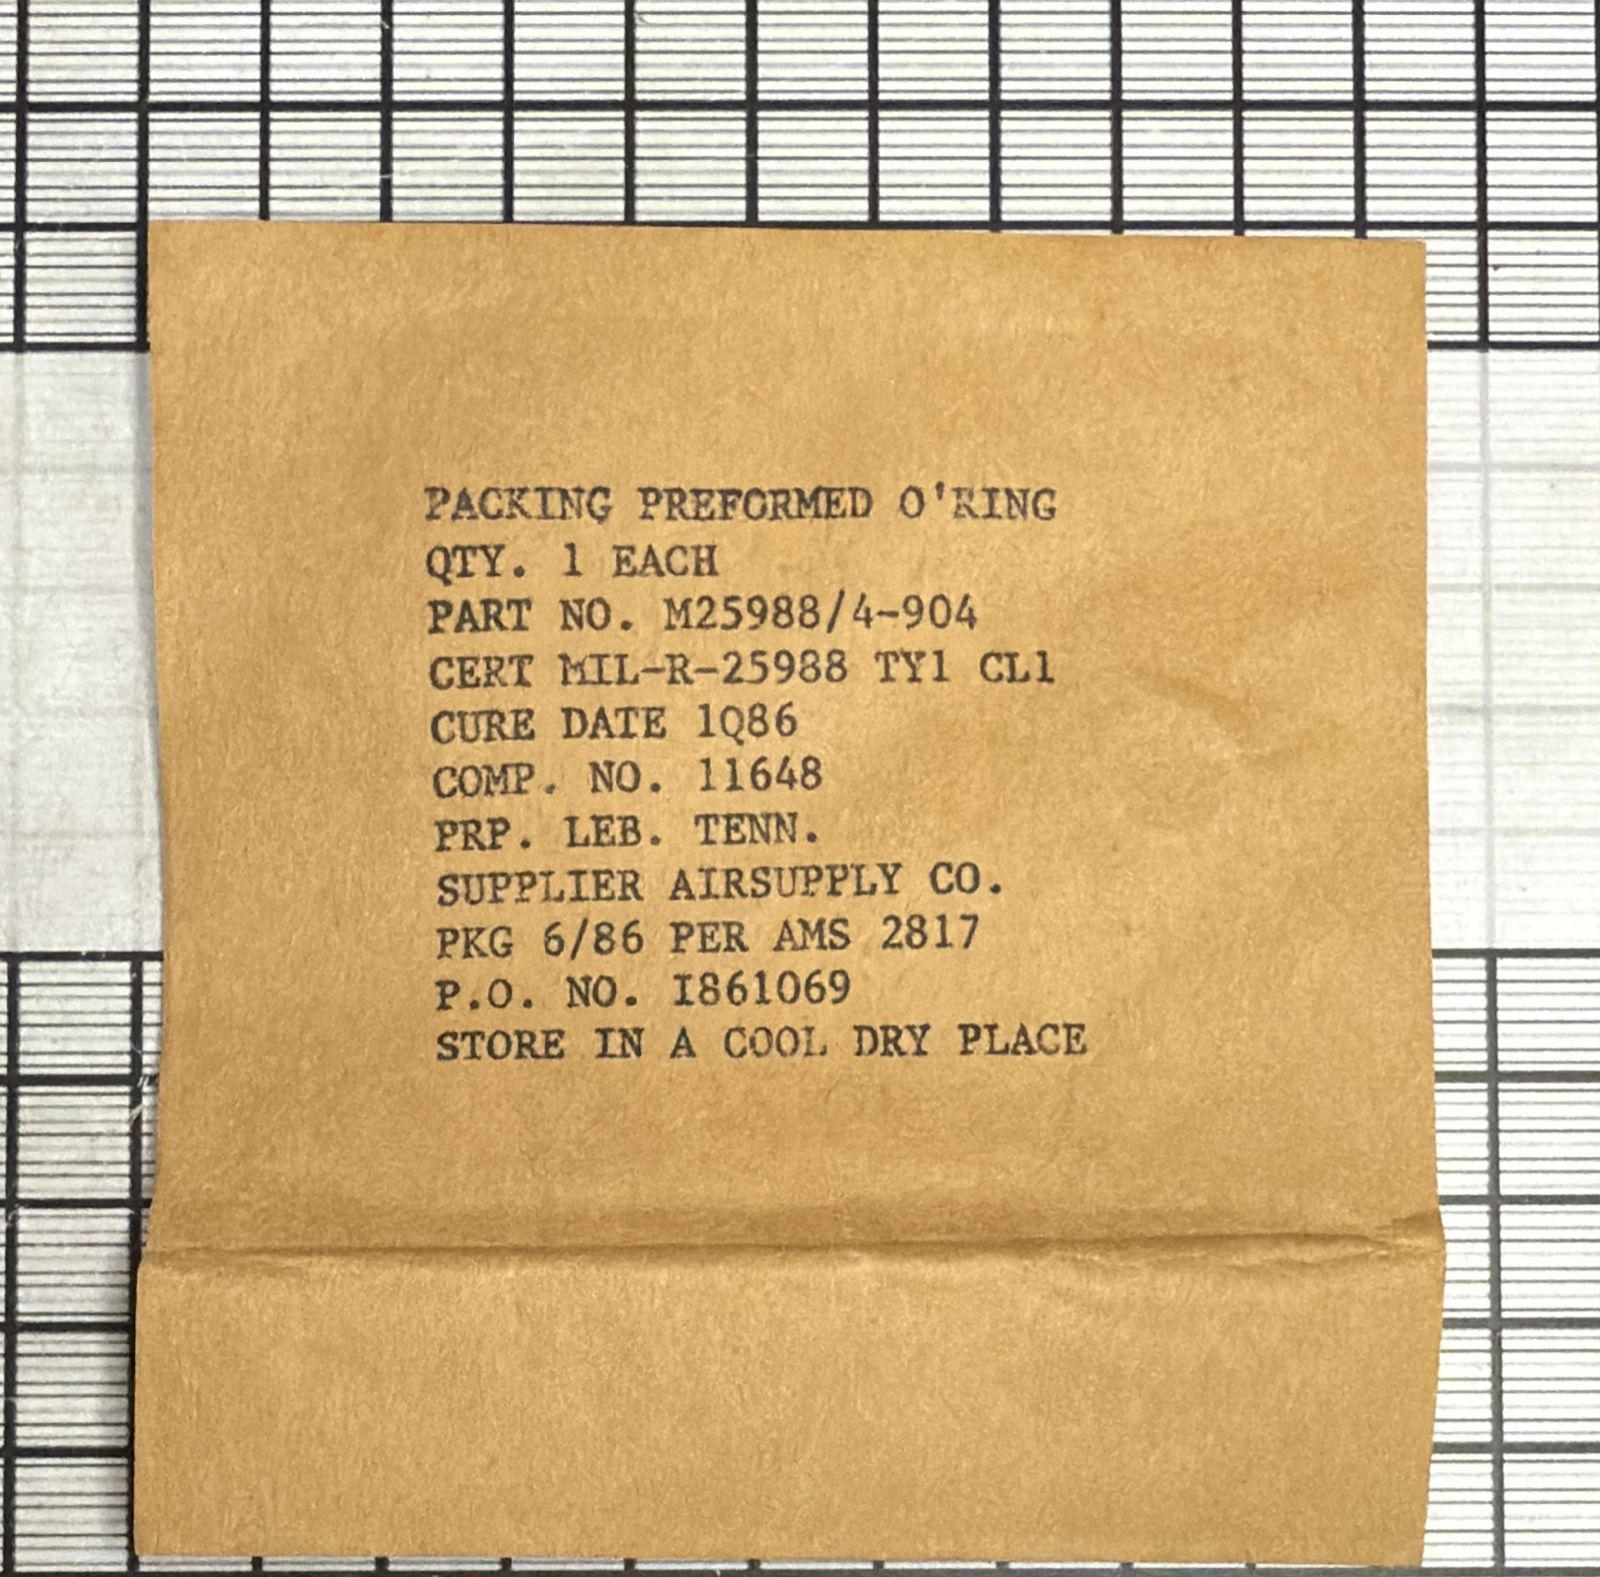 PACKING PREFORMED O'RING
QTY. 1 EACH
PART NO. M25988/4-904
CERT MIL-R-25988 TY1 CL1
CURE DATE 1Q86
COMP. NO. 11648
PRP. LEB. TENN.
SUPPLIER AIRSUPPLY CO.
PKG 6/86 PER AMS 2817
P.O. NO. I861069
STORE IN A COOL DRY PLACE